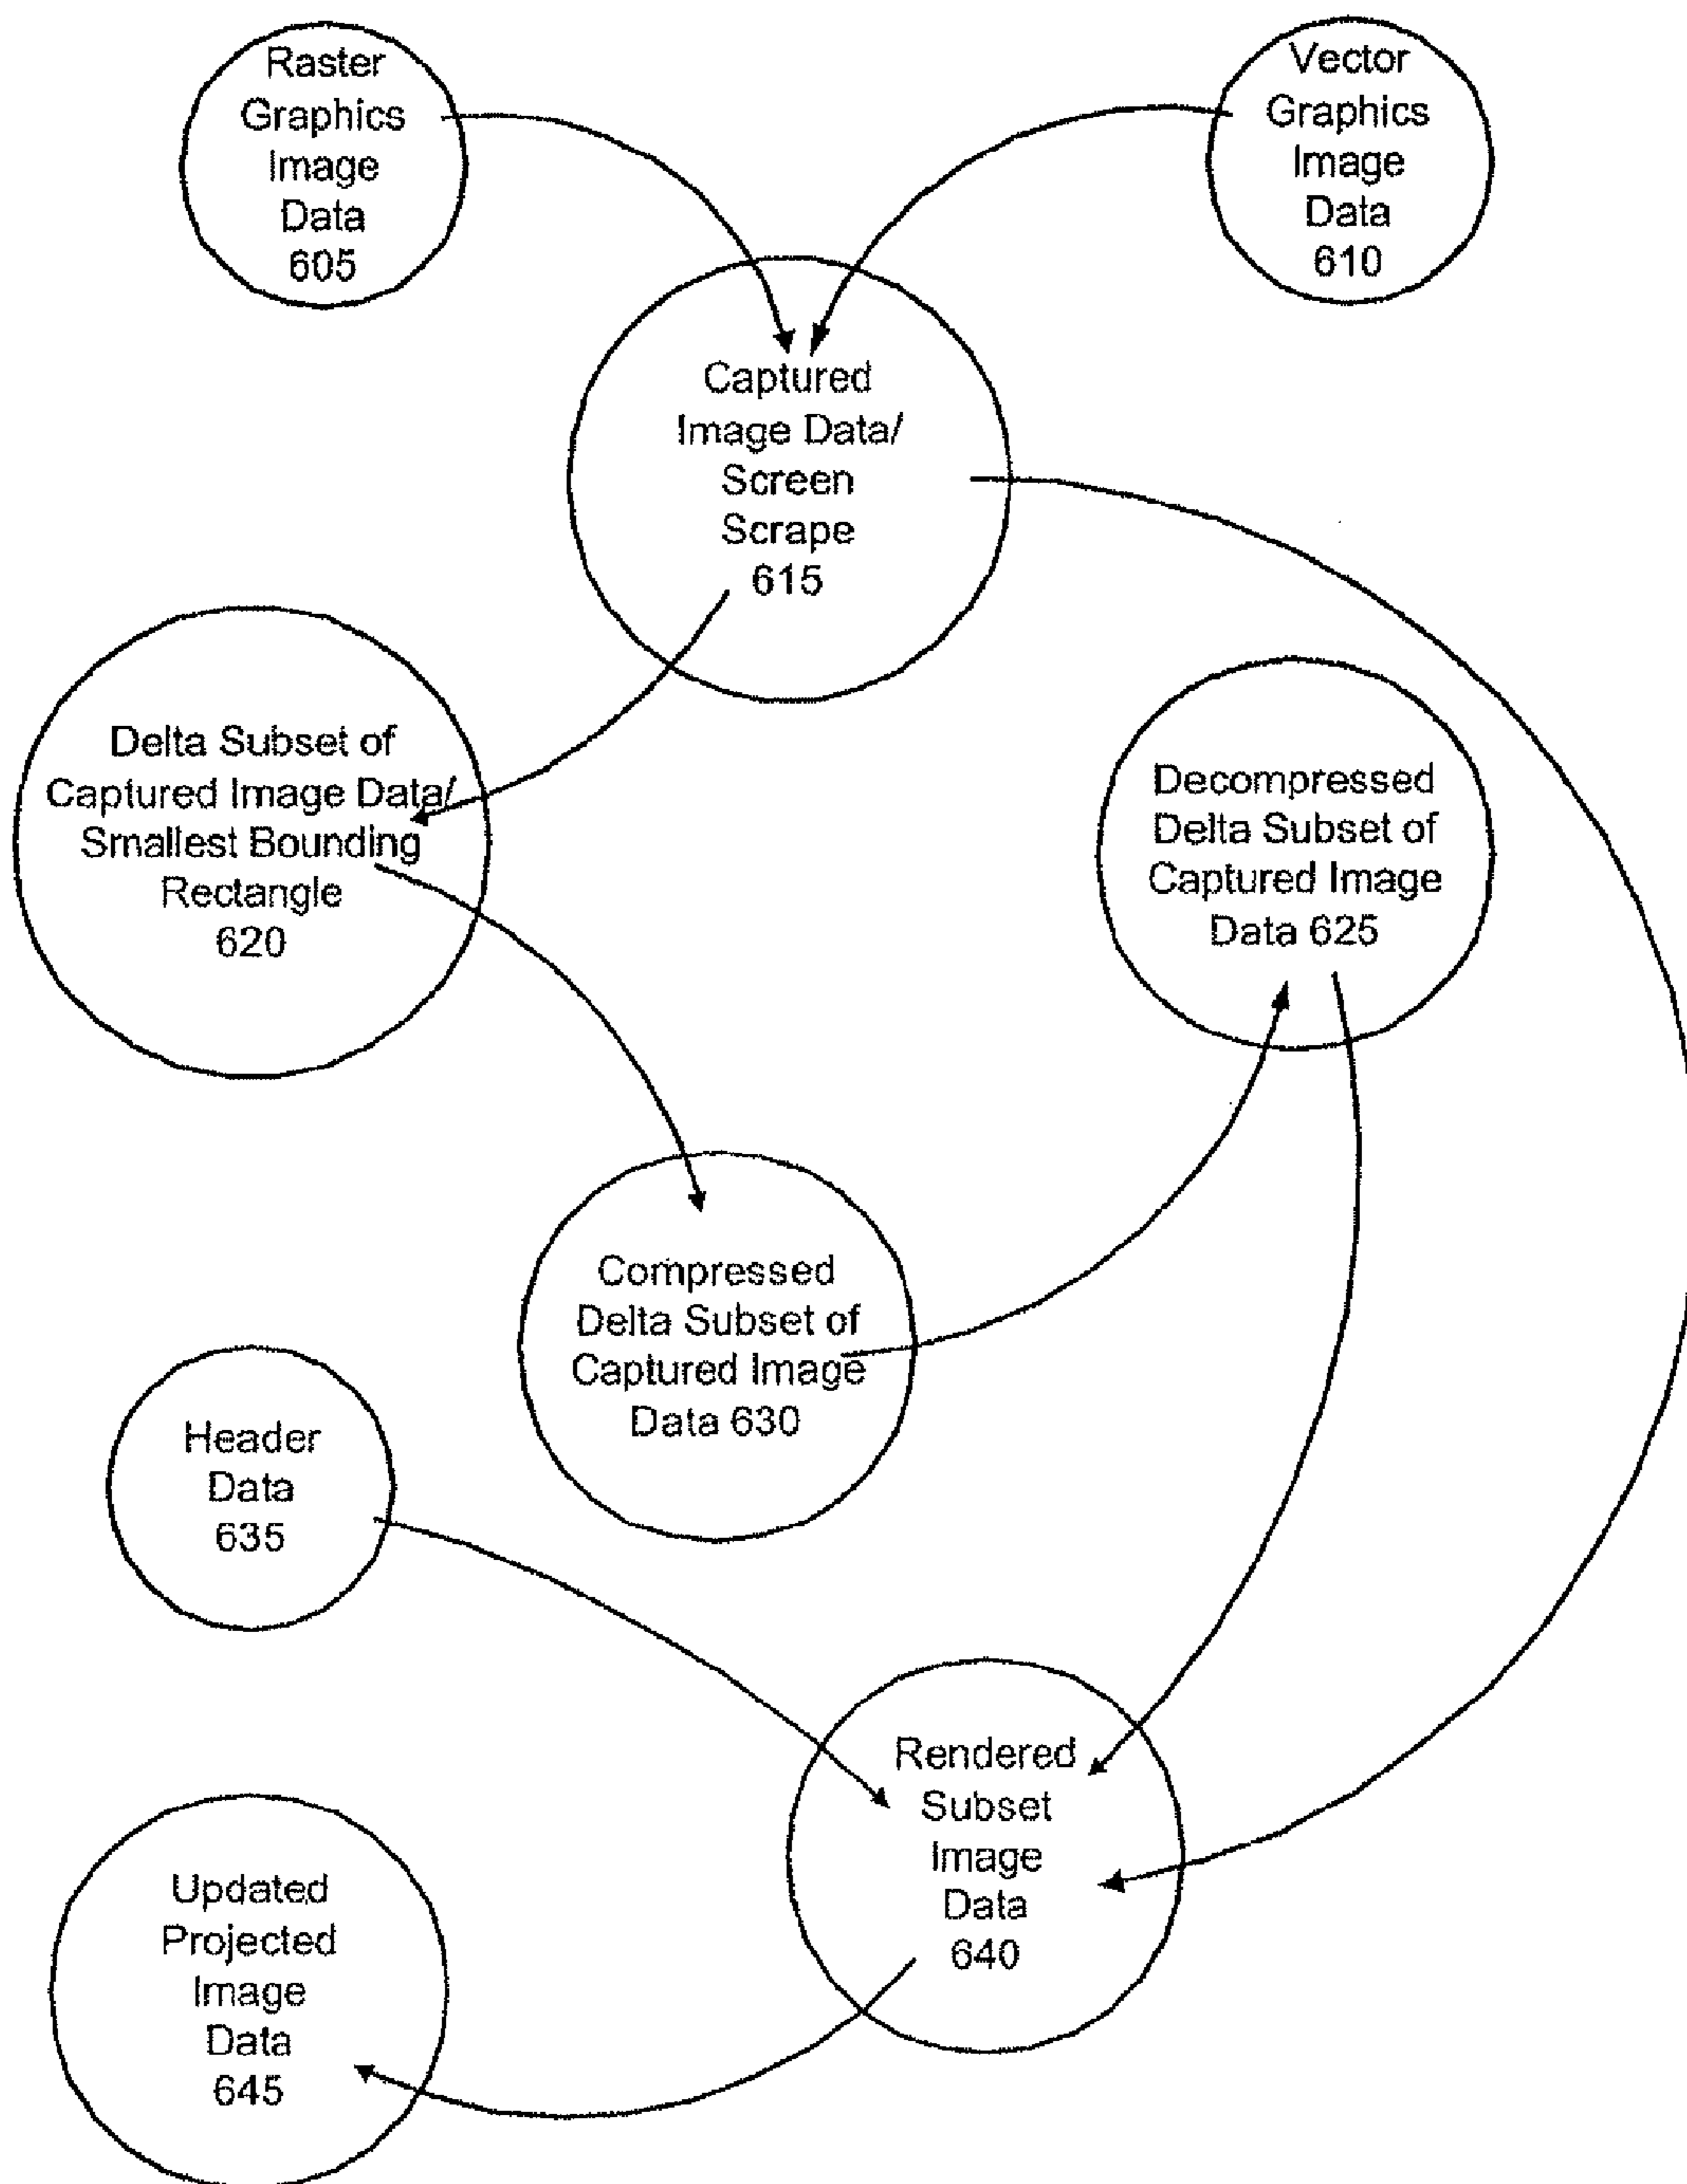 Raster
Graphics
Image
Data
605
Vector
Graphics
Image
Data
610
Captured
Image Data/
Screen
Scrape
615
Delta Subset of
Captured Image Data/
Smallest Bounding
Rectangle
620
Decompressed
Delta Subset of
Captured Image
Data 625
Compressed
Delta Subset of
Captured Image
Data 630
Header
Data
635
Rendered
Subset
Image
Data
640
Updated
Projected
Image
Data
645